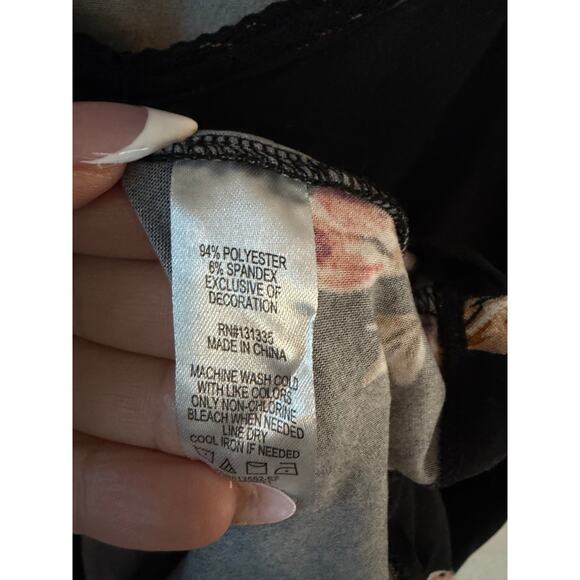 94% POLYESTER
6% SPANDEX
EXCLUSIVE OF
DECORATION
RN#131335
MADE IN CHINA
MACHINE WASH COLD
WITH LIKE COLORS
ONLY NON-CHLORINE
BLEACH WHEN NEEDED
LINE DRY
COOL IRON IF NEEDED